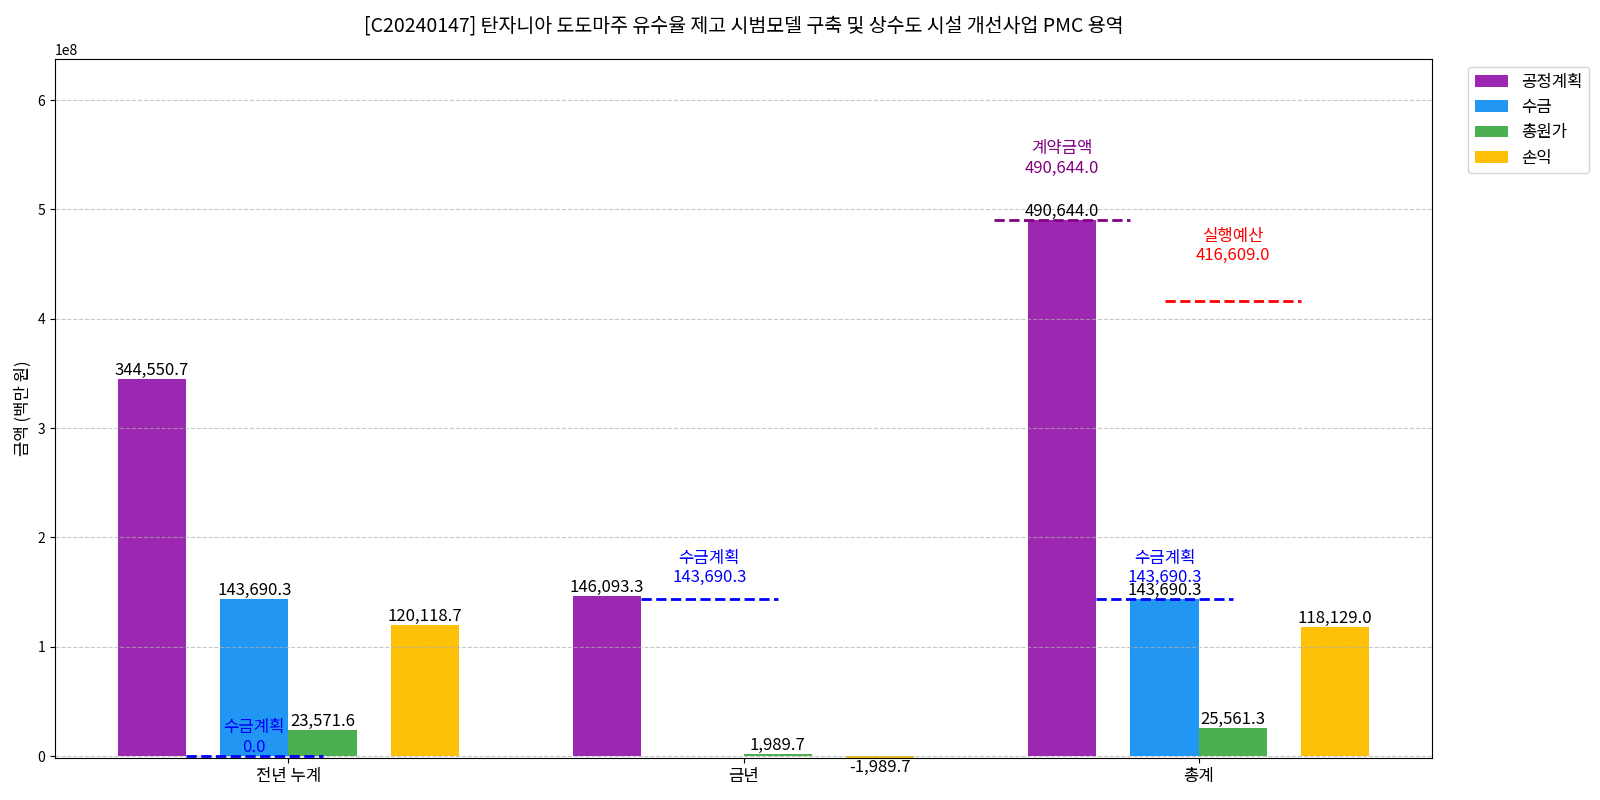 [C20240147] 탄자니아 도도마주 유수율 제고 시범모델 구축 및 상수도 시설 개선사업 PMC 용역
1e8
공정계획
수금
총원가
손익
금액 (백만 원)
6
5
4
3
2
1
0
계약금액
490,644.0
490,644.0
실행예산
416,609.0
344,550.7
수금계획
143,690.3
수금계획
143,690.3
143,690.3
146,093.3
143,690.3
120,118.7
118,129.0
수금계획
0.0
23,571.6
1,989.7
-1,989.7
25,561.3
전년 누계
금년
총계